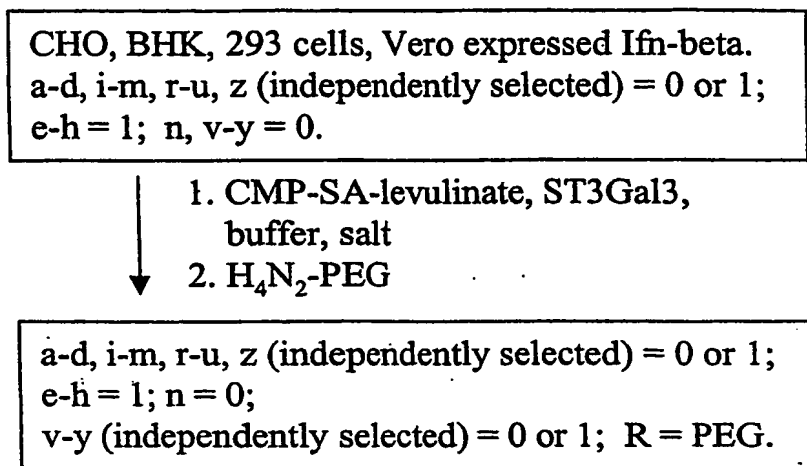 CHO, BHK, 293 cells, Vero expressed Ifn-beta.
a-d, i-m, r-u, z (independently selected) = 0 or 1;
e-h = 1; n, v-y = 0.
1. CMP-SA-levulinate, ST3Gal3,
buffer, salt
2. H₄N₂-PEG
a-d, i-m, r-u, z (independently selected) = 0 or 1;
e-h = 1; n = 0;
v-y (independently selected) = 0 or 1; R = PEG.